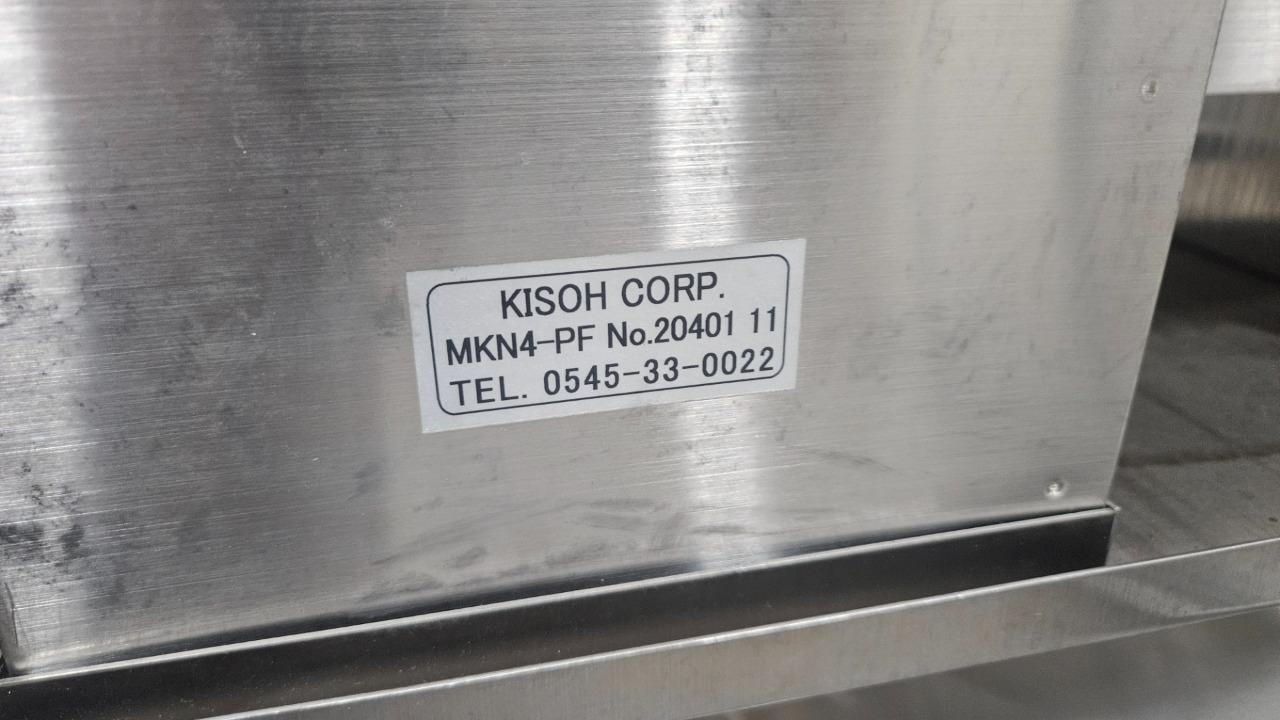 KISOH CORP.
MKN4-PF No.20401 11
TEL. 0545-33-0022